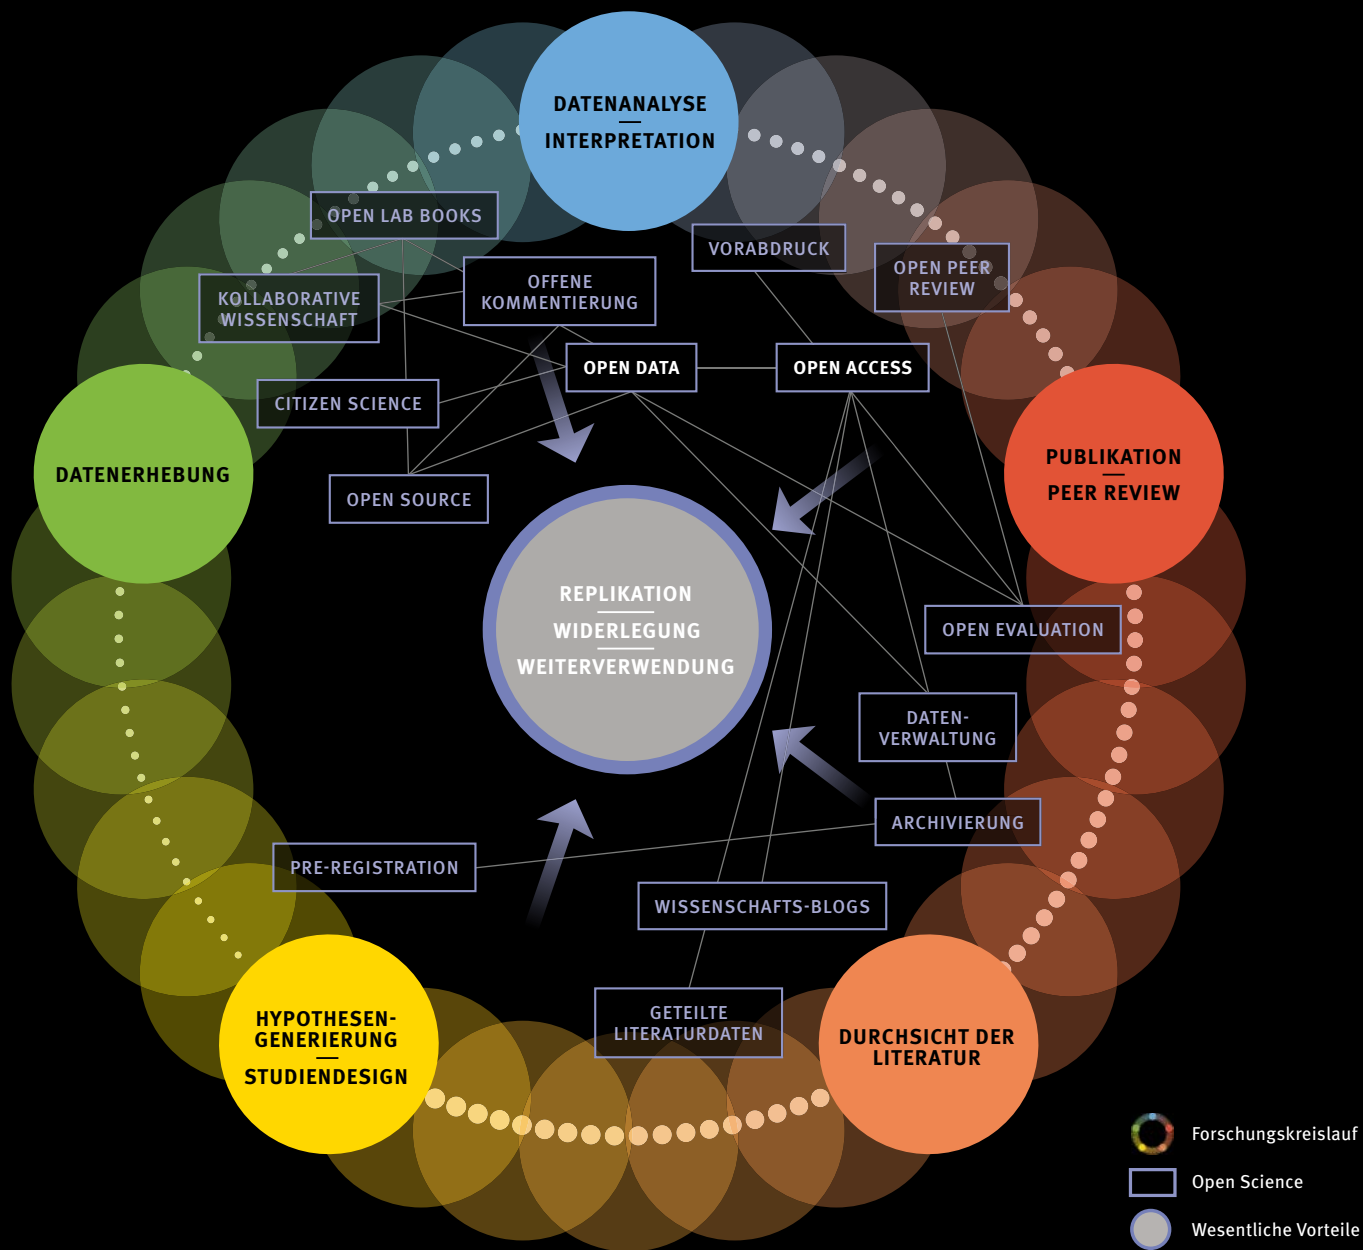 DATENANALYSE
INTERPRETATION
OPEN LAB BOOKS
VORABDRUCK
OPEN PEER
REVIEW
OFFENE
KOMMENTIERUNG
KOLLABORATIVE
WISSENSCHAFT
OPEN DATA
OPEN ACCESS
CITIZEN SCIENCE
DATENERHEBUNG
PUBLIKATION
PEER REVIEW
OPEN SOURCE
REPLIKATION
WIDERLEGUNG
WEITERVERWENDUNG
OPEN EVALUATION
DATEN-
VERWALTUNG
ARCHIVIERUNG
PRE-REGISTRATION
WISSENSCHAFTS-BLOGS
GETEILTE
LITERATURDATEN
HYPOTHESEN-
GENERIERUNG
STUDIENDESIGN
DURCHSICHT DER
LITERATUR
Forschungskreislauf
Open Science
Wesentliche Vorteile